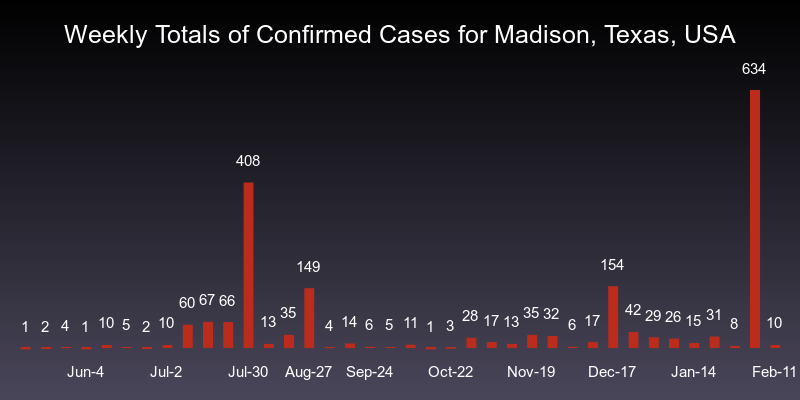 Weekly Totals of Confirmed Cases for Madison, Texas, USA
634
408
149
154
1 2 4 1 10 5 2 10 60 67 66 13 35 4 14 6 5 11 1 3 28 17 13 35 32 6 17 42 29 26 15 31 8 10
Jun-4 Jul-2 Jul-30 Aug-27 Sep-24 Oct-22 Nov-19 Dec-17 Jan-14 Feb-11